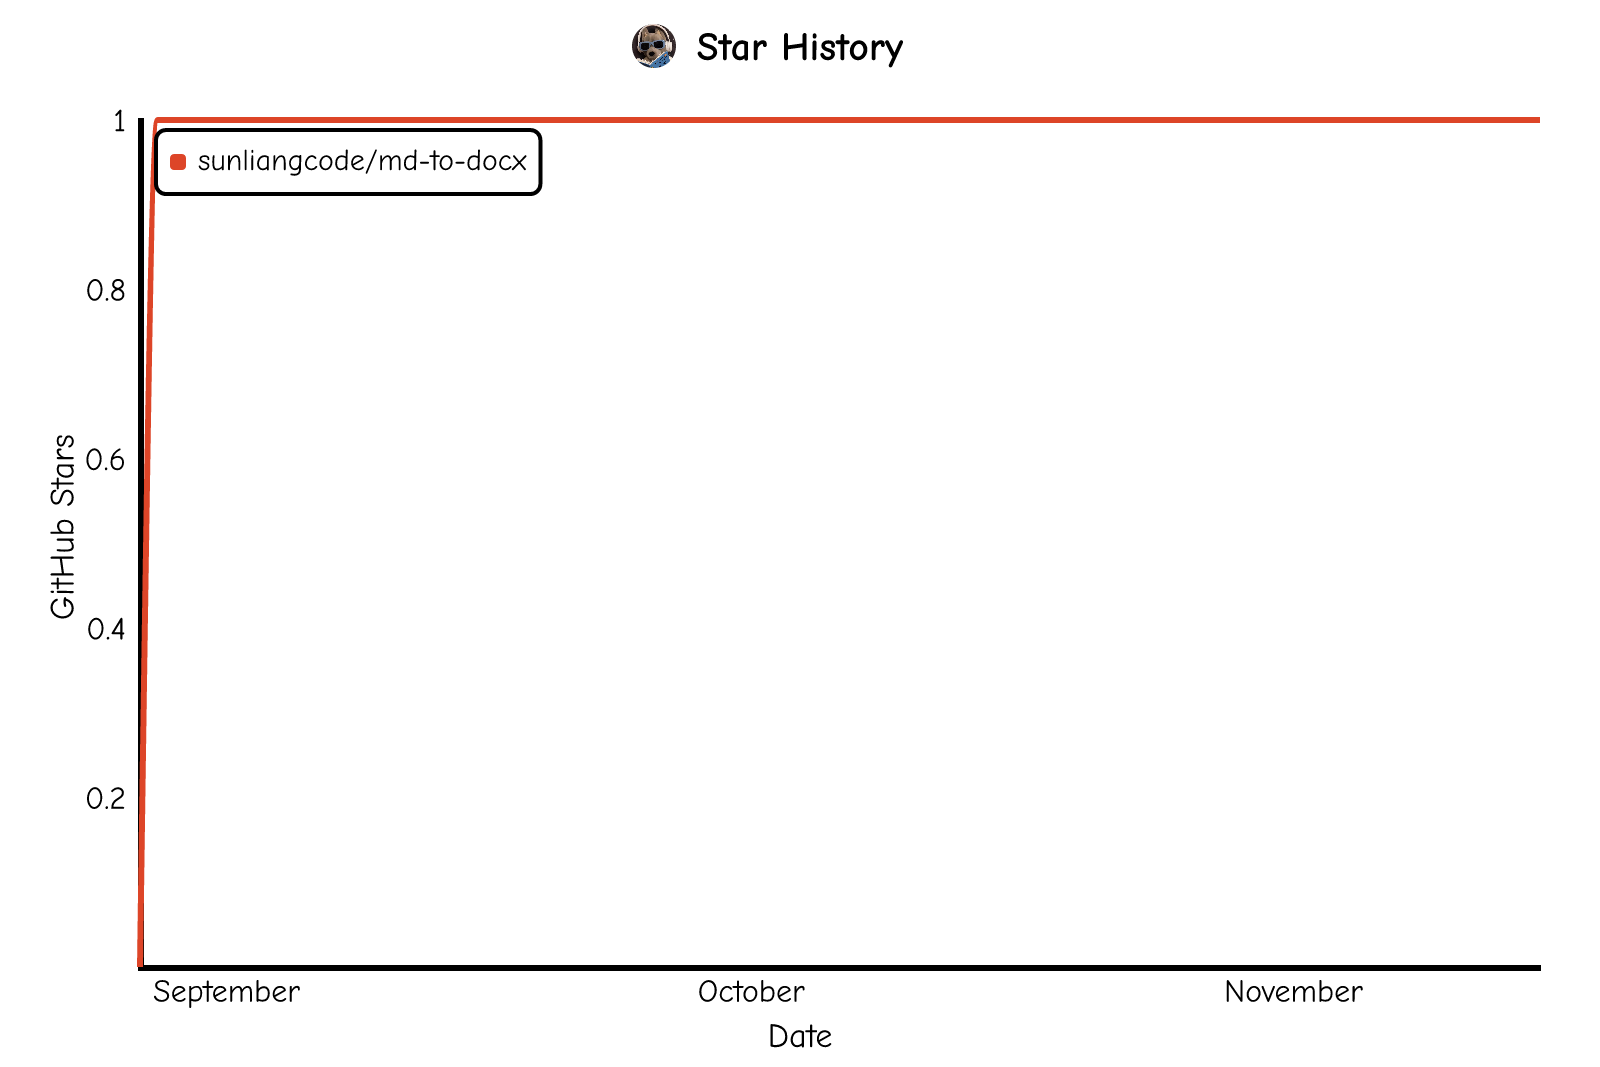 Star History
1
sunliangcode/md-to-docx
0.8
0.6
0.4
0.2
GitHub Stars
September October November
Date